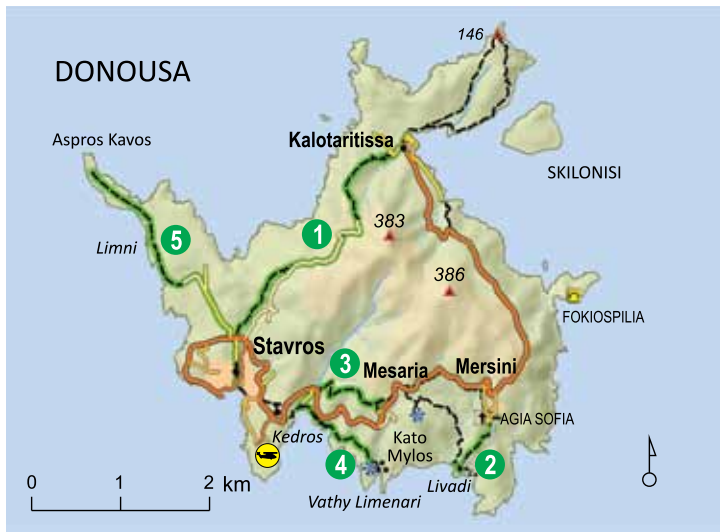 146
DONOUSA
Aspros Kavos
Kalotaritissa
SKILONISI
383
1
5
Limni
386
FOKIOSPILIA
Stavros
3
Mesaria
Mersini
AGIA SOFIA
Kedros
Kato
Mylos
4
2
Livadi
0 1 2 km
Vathy Limenari